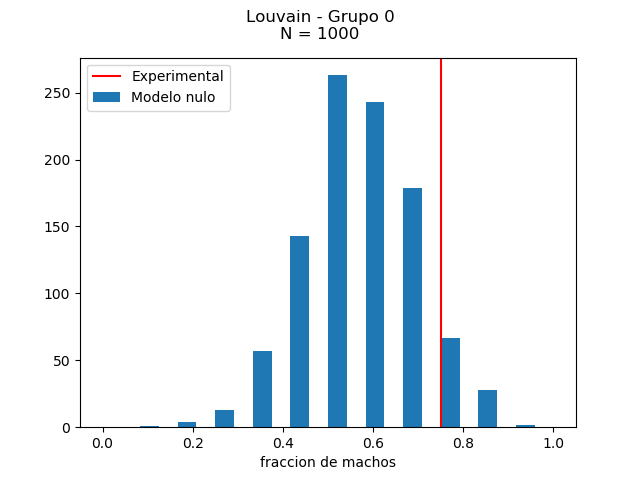 Louvain - Grupo 0
N = 1000
Experimental
Modelo nulo
250
200
150
100
50
0
0.0 0.2 0.4 0.6 0.8 1.0
fraccion de machos